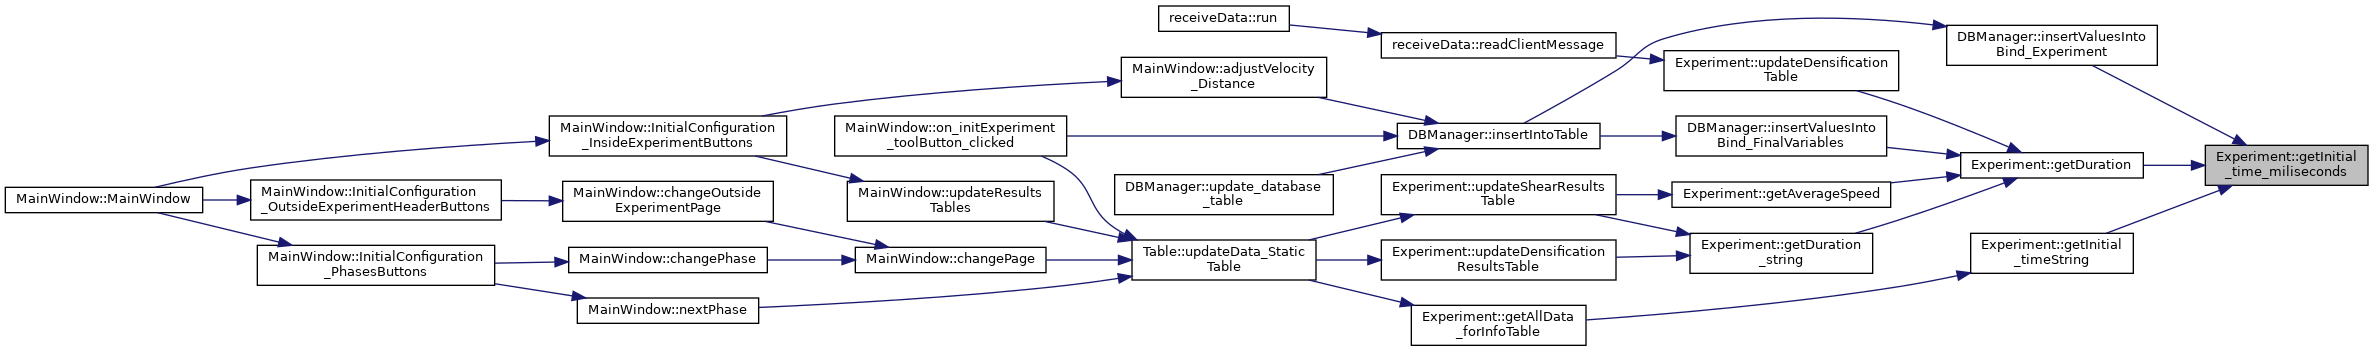 receiveData::run
receiveData::readClientMessage
DBManager::insertValuesInto
Bind_Experiment
Experiment::updateDensification
Table
MainWindow::adjustVelocity
_Distance
MainWindow::InitialConfiguration
_InsideExperimentButtons
MainWindow::on_initExperiment
_toolButton_clicked
DBManager::insertIntoTable
DBManager::insertValuesInto
Bind_FinalVariables
Experiment::getDuration
Experiment::getInitial
_time_miliseconds
MainWindow::MainWindow
MainWindow::InitialConfiguration
_OutsideExperimentHeaderButtons
MainWindow::changeOutside
ExperimentPage
MainWindow::updateResults
Tables
DBManager::update_database
_table
Experiment::updateShearResults
Table
Experiment::getAverageSpeed
MainWindow::InitialConfiguration
_PhasesButtons
MainWindow::changePhase
MainWindow::changePage
Table::updateData_Static
Table
Experiment::updateDensification
ResultsTable
Experiment::getDuration
_string
Experiment::getInitial
_timeString
MainWindow::nextPhase
Experiment::getAllData
_forInfoTable